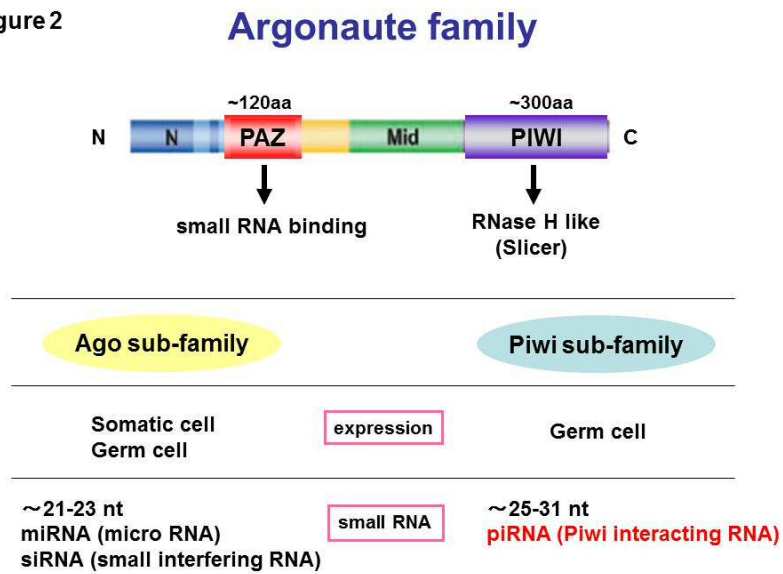 gure 2
Argonaute family
~120aa ~300aa
N N PAZ Mid PIWI C
small RNA binding
RNase H like
(Slicer)
Ago sub-family Piwi sub-family
Somatic cell
Germ cell
expression
Germ cell
~21-23 nt
miRNA (micro RNA)
siRNA (small interfering RNA)
small RNA
~25-31 nt
piRNA (Piwi interacting RNA)